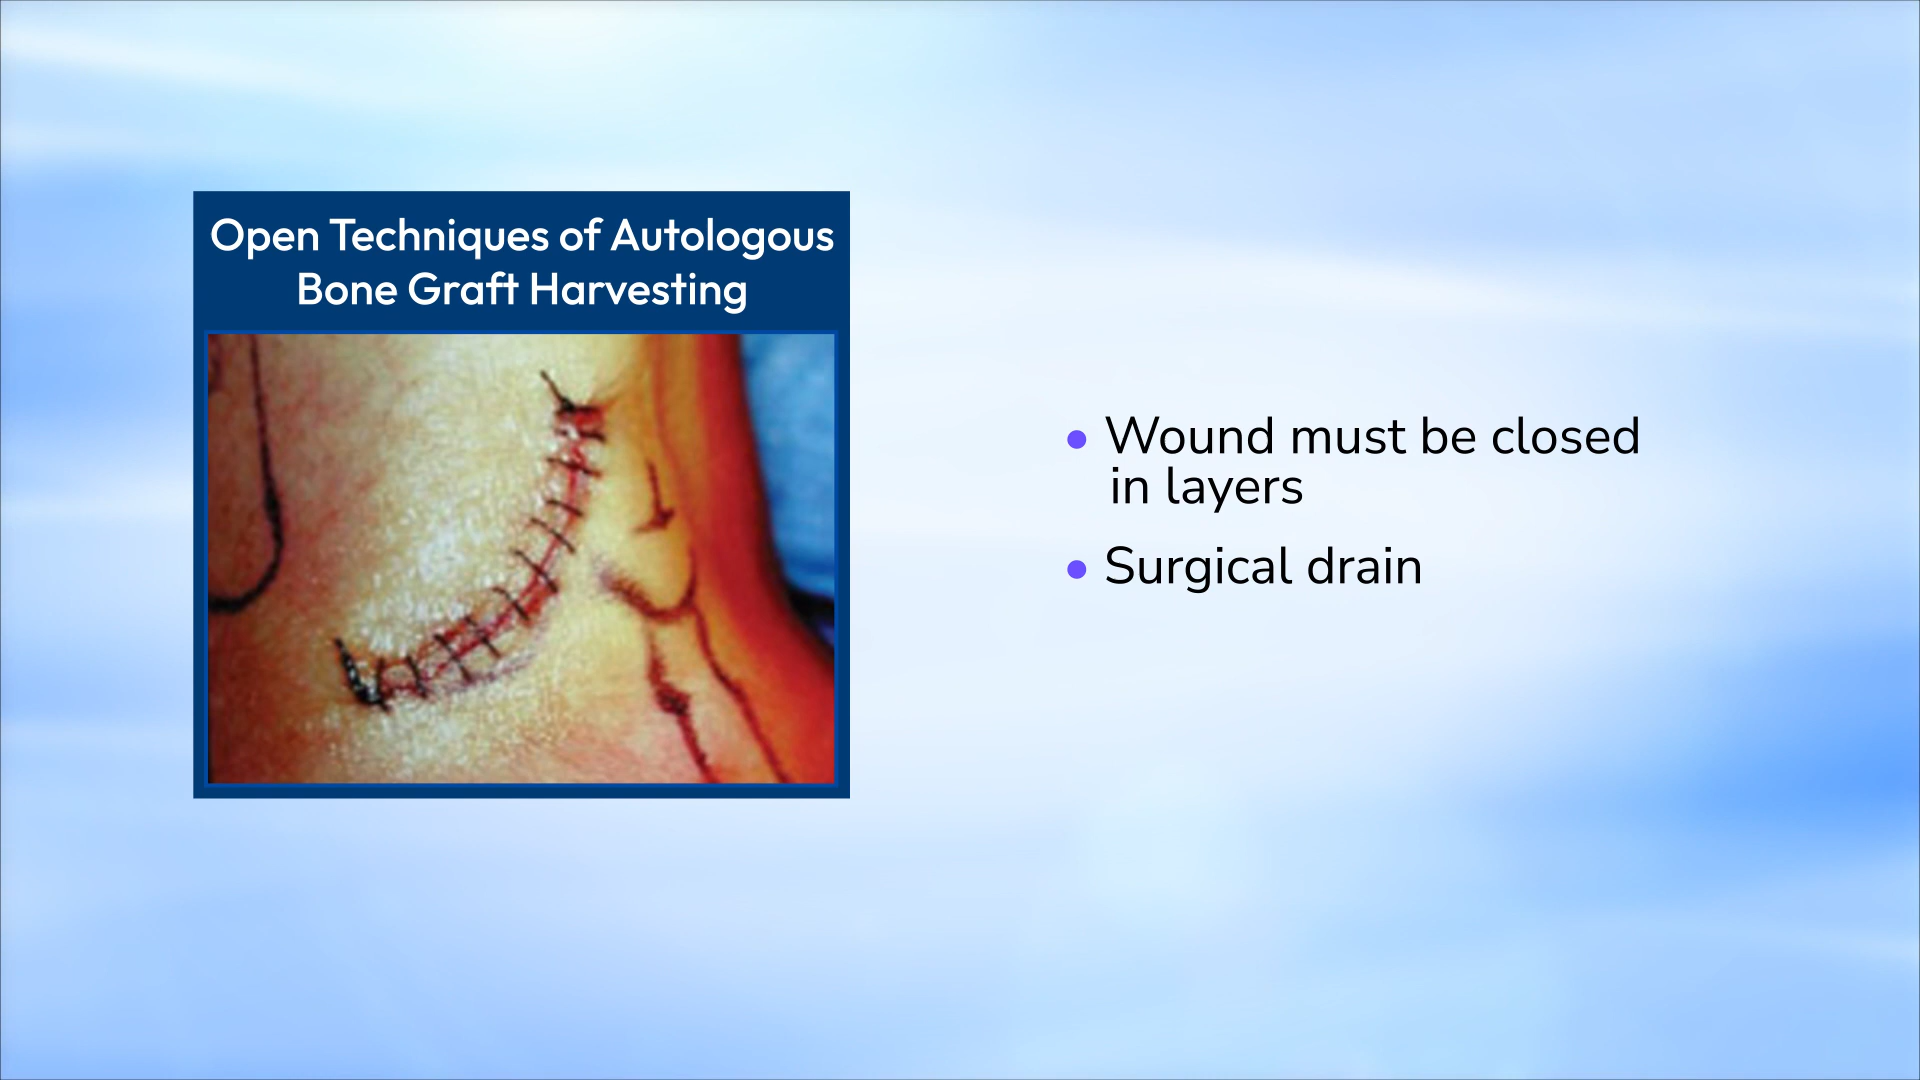 Open Techniques of Autologous
Bone Graft Harvesting
• Wound must be closed
in layers
• Surgical drain